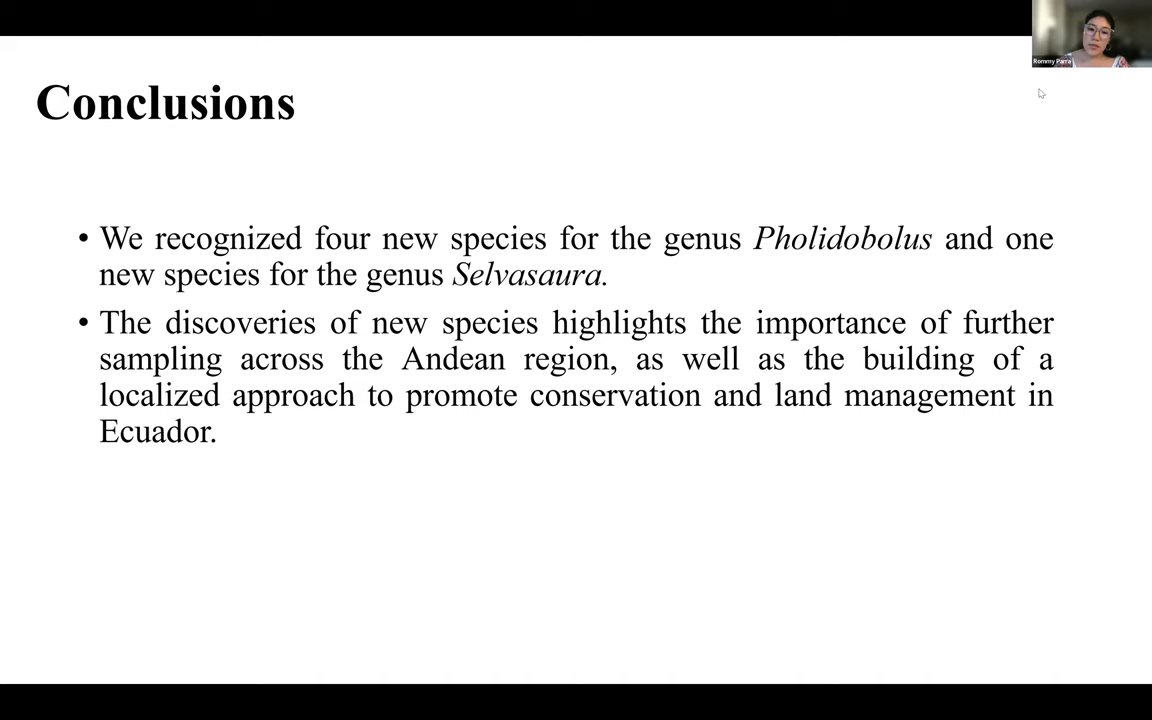 Rommy Parra
Conclusions
• We recognized four new species for the genus Pholidobolus and one
new species for the genus Selvasaura.
• The discoveries of new species highlights the importance of further
sampling across the Andean region, as well as the building of a
localized approach to promote conservation and land management in
Ecuador.